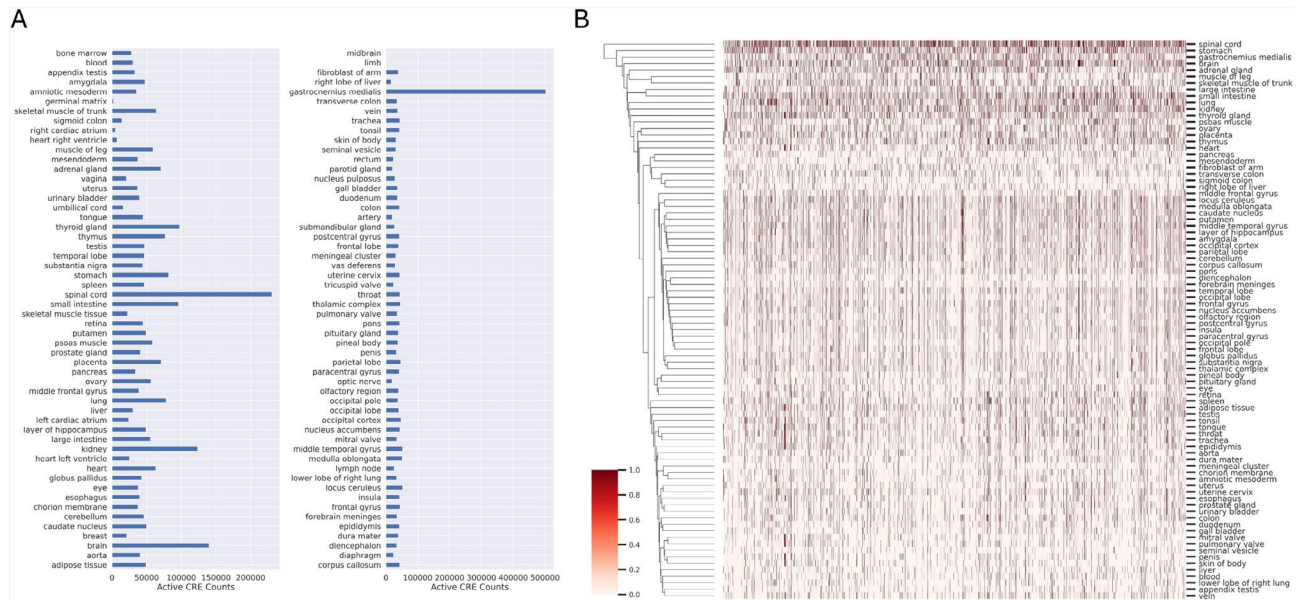 A
bone marrow
blood
appendix testis
amygdala
amniotic mesoderm
germinal matrix
skeletal muscle of trunk
sigmoid colon
right cardiac atrium
heart right ventricle
muscle of leg
mesendoderm
adrenal gland
vagina
uterus
urinary bladder
umbilical cord
tongue
thyroid gland
thymus
testis
temporal lobe
substantia nigra
stomach
spleen
spinal cord
small intestine
skeletal muscle tissue
retina
putamen
psoas muscle
prostate gland
placenta
pancreas
ovary
middle frontal gyrus
lung
liver
left cardiac atrium
layer of hippocampus
large intestine
kidney
heart left ventricle
heart
globus pallidus
eye
esophagus
chorion membrane
cerebellum
caudate nucleus
breast
brain
aorta
adipose tissue
0 50000 100000 150000 200000
Active CRE Counts
midbrain
limb
fibroblast of arm
right lobe of liver
gastrocnemius medialis
transverse colon
vein
trachea
tonsil
skin of body
seminal vesicle
rectum
parotid gland
nucleus pulposus
gall bladder
duodenum
colon
artery
submandibular gland
postcentral gyrus
frontal lobe
meningeal cluster
vas deferens
uterine cervix
tricuspid valve
throat
thalamic complex
pulmonary valve
pons
pituitary gland
pineal body
penis
parietal lobe
paracentral gyrus
optic nerve
olfactory region
occipital pole
occipital lobe
occipital cortex
nucleus accumbens
mitral valve
middle temporal gyrus
medulla oblongata
lymph node
lower lobe of right lung
locus ceruleus
insula
frontal gyrus
forebrain meninges
epididymis
dura mater
diencephalon
diaphragm
corpus callosum
0 100000 200000 300000 400000 500000
Active CRE Counts
B
spinal cord
stomach
gastrocnemius medialis
brain
adrenal gland
muscle of leg
skeletal muscle of trunk
large intestine
small intestine
lung
kidney
thyroid gland
psoas muscle
ovary
placenta
thymus
heart
pancreas
mesendoderm
fibroblast of arm
transverse colon
sigmoid colon
right lobe of liver
middle frontal gyrus
locus ceruleus
medulla oblongata
caudate nucleus
putamen
middle temporal gyrus
layer of hippocampus
amygdala
occipital cortex
parietal lobe
cerebellum
corpus callosum
pons
diencephalon
forebrain meninges
temporal lobe
occipital lobe
frontal gyrus
nucleus accumbens
olfactory region
postcentral gyrus
insula
paracentral gyrus
occipital pole
frontal lobe
globus pallidus
substantia nigra
thalamic complex
pineal body
pituitary gland
eye
retina
spleen
adipose tissue
testis
tonsil
tongue
throat
trachea
epididymis
aorta
dura mater
meningeal cluster
chorion membrane
amniotic mesoderm
uterus
uterine cervix
esophagus
prostate gland
urinary bladder
colon
duodenum
gall bladder
mitral valve
pulmonary valve
seminal vesicle
penis
skin of body
liver
blood
lower lobe of right lung
appendix testis
vein
1.0
0.8
0.6
0.4
0.2
0.0